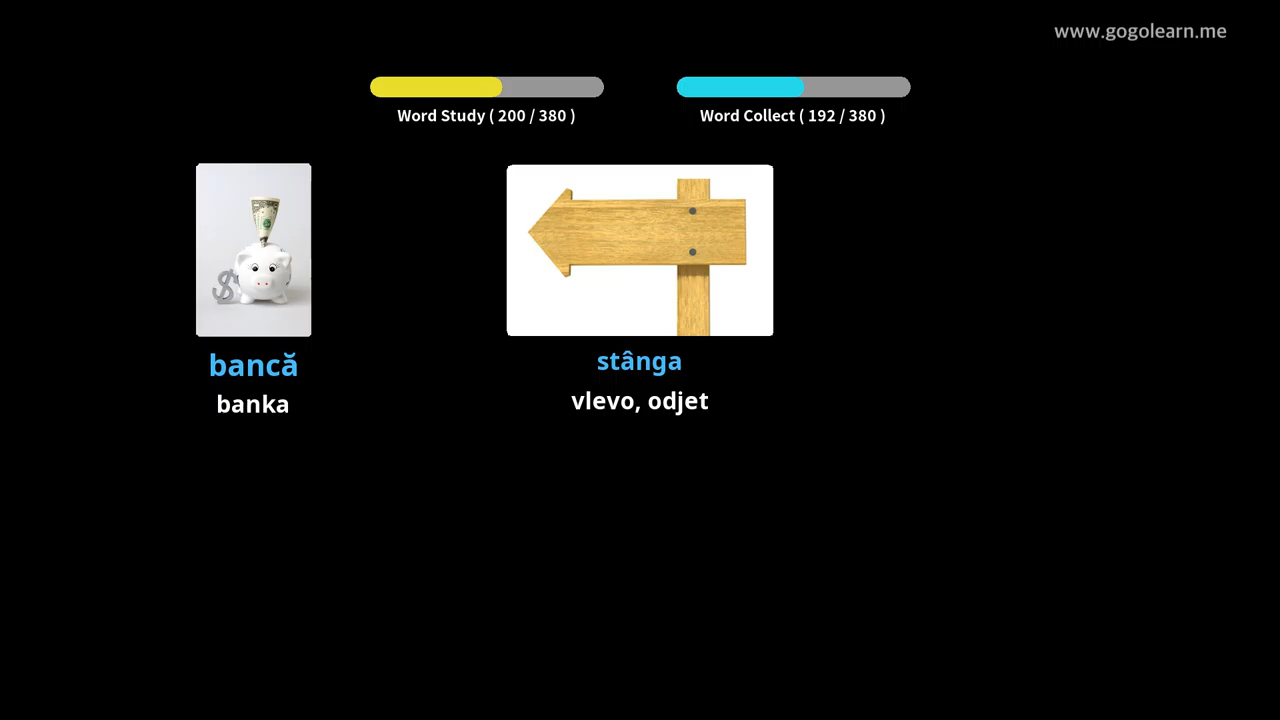 www.gogolearn.me
Word Study ( 200 / 380 )
Word Collect ( 192 / 380 )
bancă
banka
stânga
vlevo, odjet